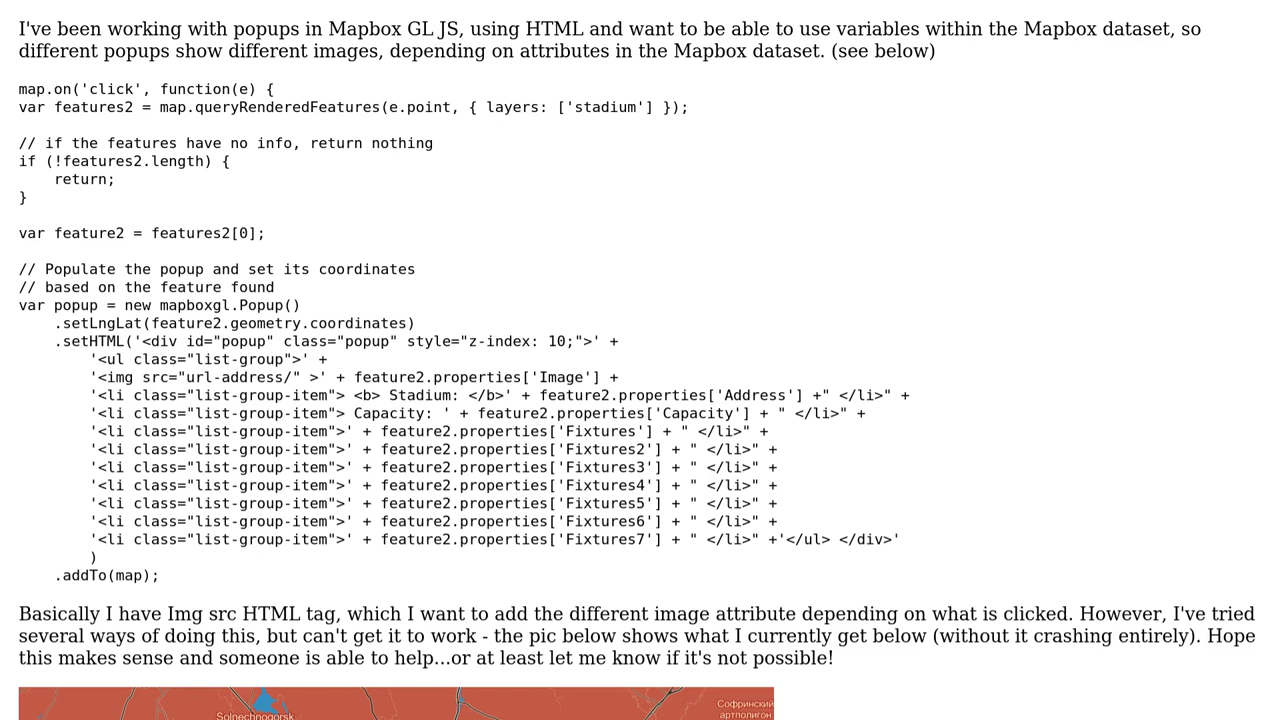 I've been working with popups in Mapbox GL JS, using HTML and want to be able to use variables within the Mapbox dataset, so
different popups show different images, depending on attributes in the Mapbox dataset. (see below)
map.on('click', function(e) {
var features2 = map.queryRenderedFeatures(e.point, { layers: ['stadium'] });
// if the features have no info, return nothing
if (!features2.length) {
    return;
}
var feature2 = features2[0];
// Populate the popup and set its coordinates
// based on the feature found
var popup = new mapboxgl.Popup()
    .setLngLat(feature2.geometry.coordinates)
    .setHTML('<div id="popup" class="popup" style="z-index: 10;">' +
        '<ul class="list-group">' +
        '<img src="url-address/" >' + feature2.properties['Image'] +
        '<li class="list-group-item"> <b> Stadium: </b>' + feature2.properties['Address'] +" </li>" +
        '<li class="list-group-item"> Capacity: ' + feature2.properties['Capacity'] + " </li>" +
        '<li class="list-group-item">' + feature2.properties['Fixtures'] + " </li>" +
        '<li class="list-group-item">' + feature2.properties['Fixtures2'] + " </li>" +
        '<li class="list-group-item">' + feature2.properties['Fixtures3'] + " </li>" +
        '<li class="list-group-item">' + feature2.properties['Fixtures4'] + " </li>" +
        '<li class="list-group-item">' + feature2.properties['Fixtures5'] + " </li>" +
        '<li class="list-group-item">' + feature2.properties['Fixtures6'] + " </li>" +
        '<li class="list-group-item">' + feature2.properties['Fixtures7'] + " </li>" +'</ul> </div>'
        )
    .addTo(map);
Basically I have Img src HTML tag, which I want to add the different image attribute depending on what is clicked. However, I've tried
several ways of doing this, but can't get it to work - the pic below shows what I currently get below (without it crashing entirely). Hope
this makes sense and someone is able to help...or at least let me know if it's not possible!
Софринский
артполигон
Solnechnogorsk